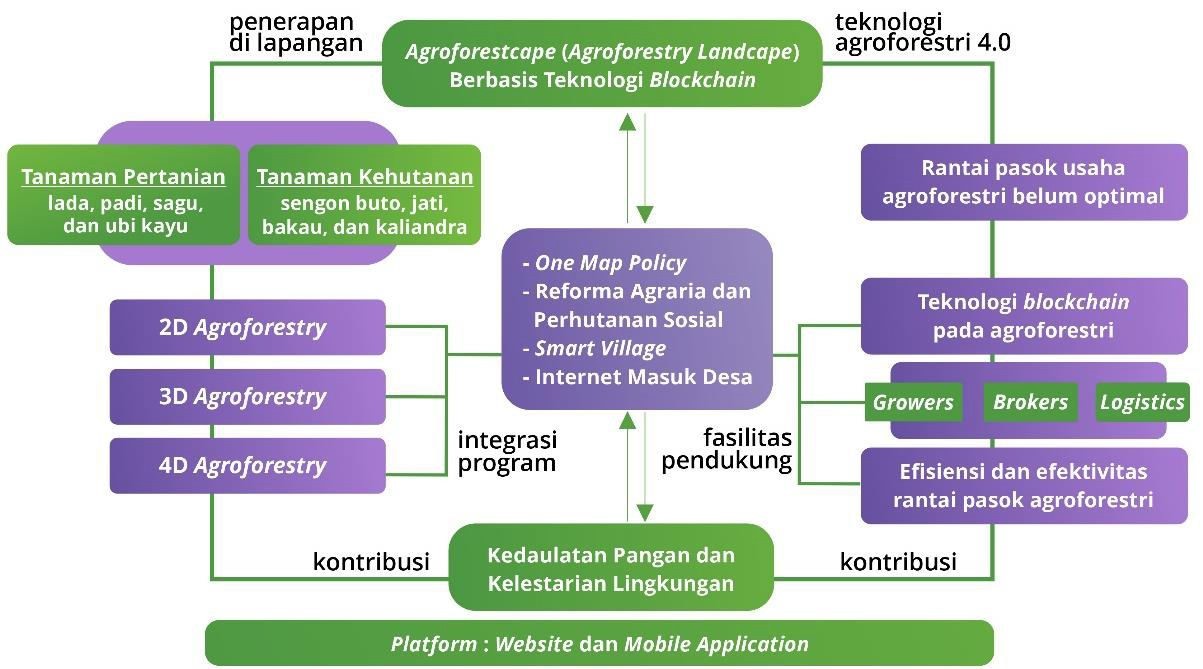 penerapan
di lapangan
Agroforestcape (Agroforestry Landcape)
Berbasis Teknologi Blockchain
teknologi
agroforestri 4.0
Tanaman Pertanian
lada, padi, sagu,
dan ubi kayu
Tanaman Kehutanan
sengon buto, jati,
bakau, dan kaliandra
2D Agroforestry
3D Agroforestry
4D Agroforestry
integrasi
program
- One Map Policy
- Reforma Agraria dan
Perhutanan Sosial
- Smart Village
- Internet Masuk Desa
fasilitas
pendukung
Rantai pasok usaha
agroforestri belum optimal
Teknologi blockchain
pada agroforestri
Growers
Brokers
Logistics
Efisiensi dan efektivitas
rantai pasok agroforestri
kontribusi
Kedaulatan Pangan dan
Kelestarian Lingkungan
kontribusi
Platform : Website dan Mobile Application